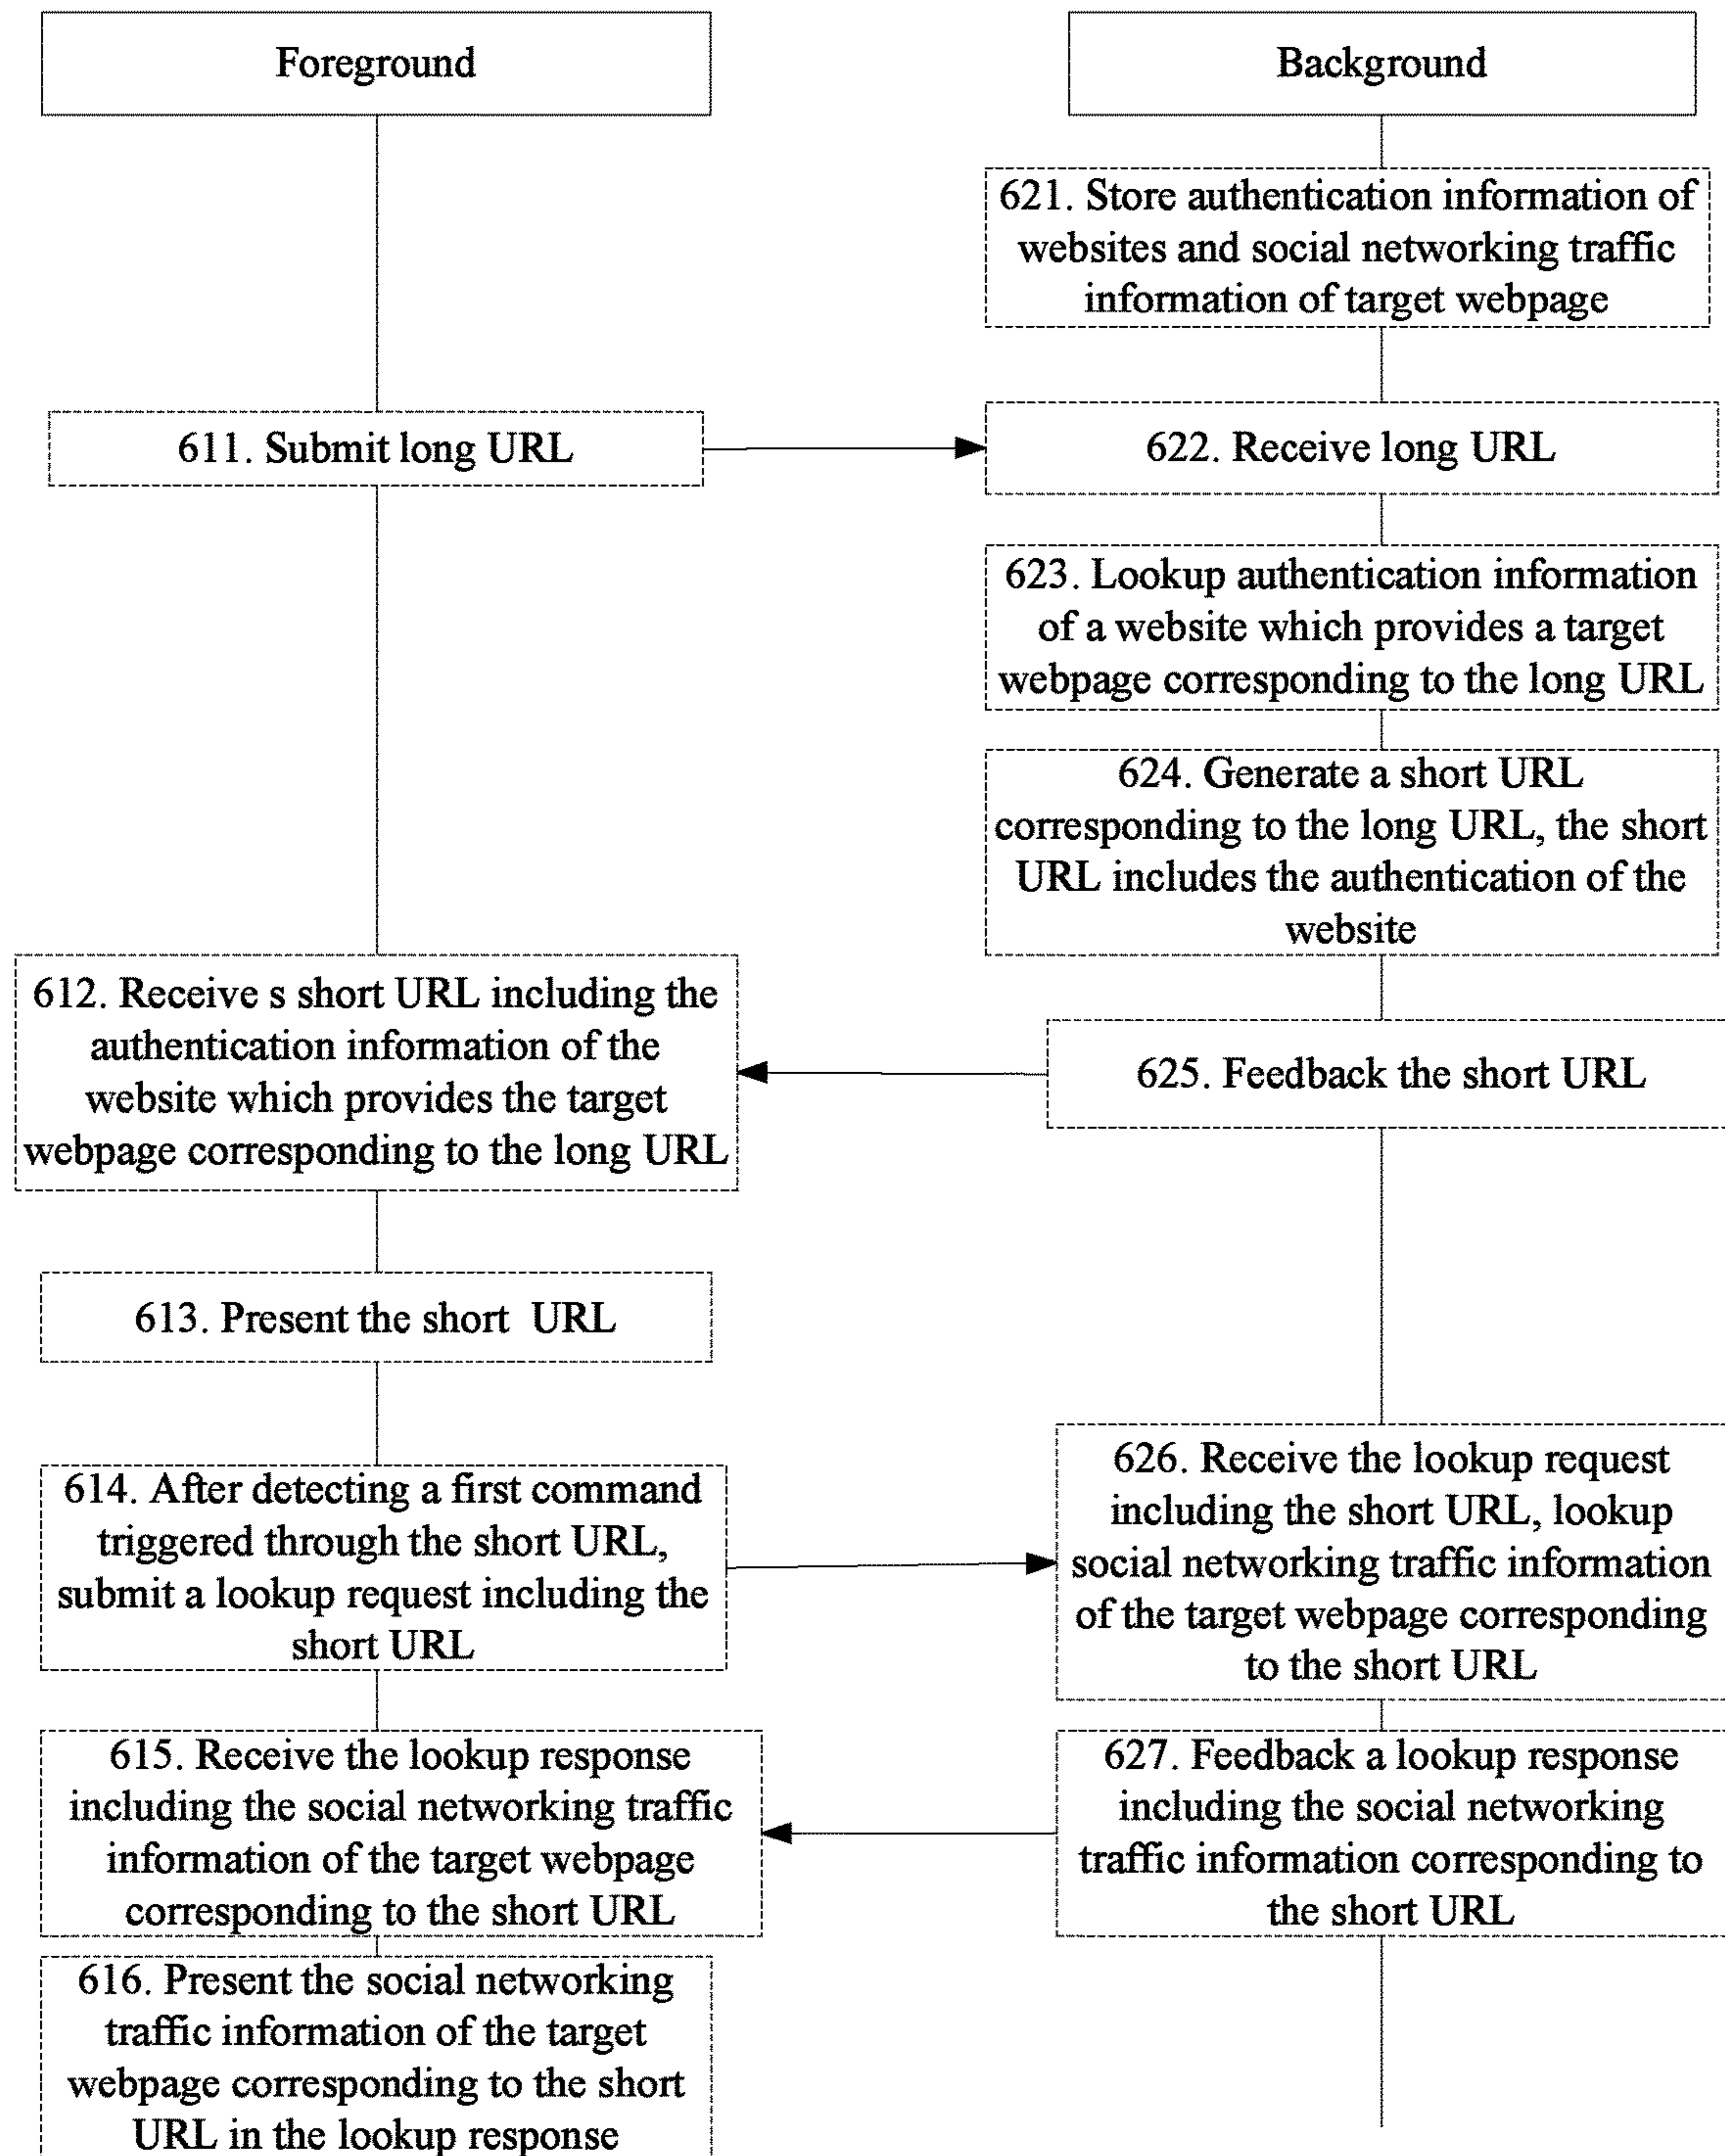 Foreground
Background
621. Store authentication information of
websites and social networking traffic
information of target webpage
611. Submit long URL
622. Receive long URL
623. Lookup authentication information
of a website which provides a target
webpage corresponding to the long URL
624. Generate a short URL
corresponding to the long URL, the short
URL includes the authentication of the
website
612. Receive s short URL including the
authentication information of the
website which provides the target
webpage corresponding to the long URL
625. Feedback the short URL
613. Present the short URL
614. After detecting a first command
triggered through the short URL,
submit a lookup request including the
short URL
626. Receive the lookup request
including the short URL, lookup
social networking traffic information
of the target webpage corresponding
to the short URL
615. Receive the lookup response
including the social networking traffic
information of the target webpage
corresponding to the short URL
627. Feedback a lookup response
including the social networking
traffic information corresponding to
the short URL
616. Present the social networking
traffic information of the target
webpage corresponding to the short
URL in the lookup response